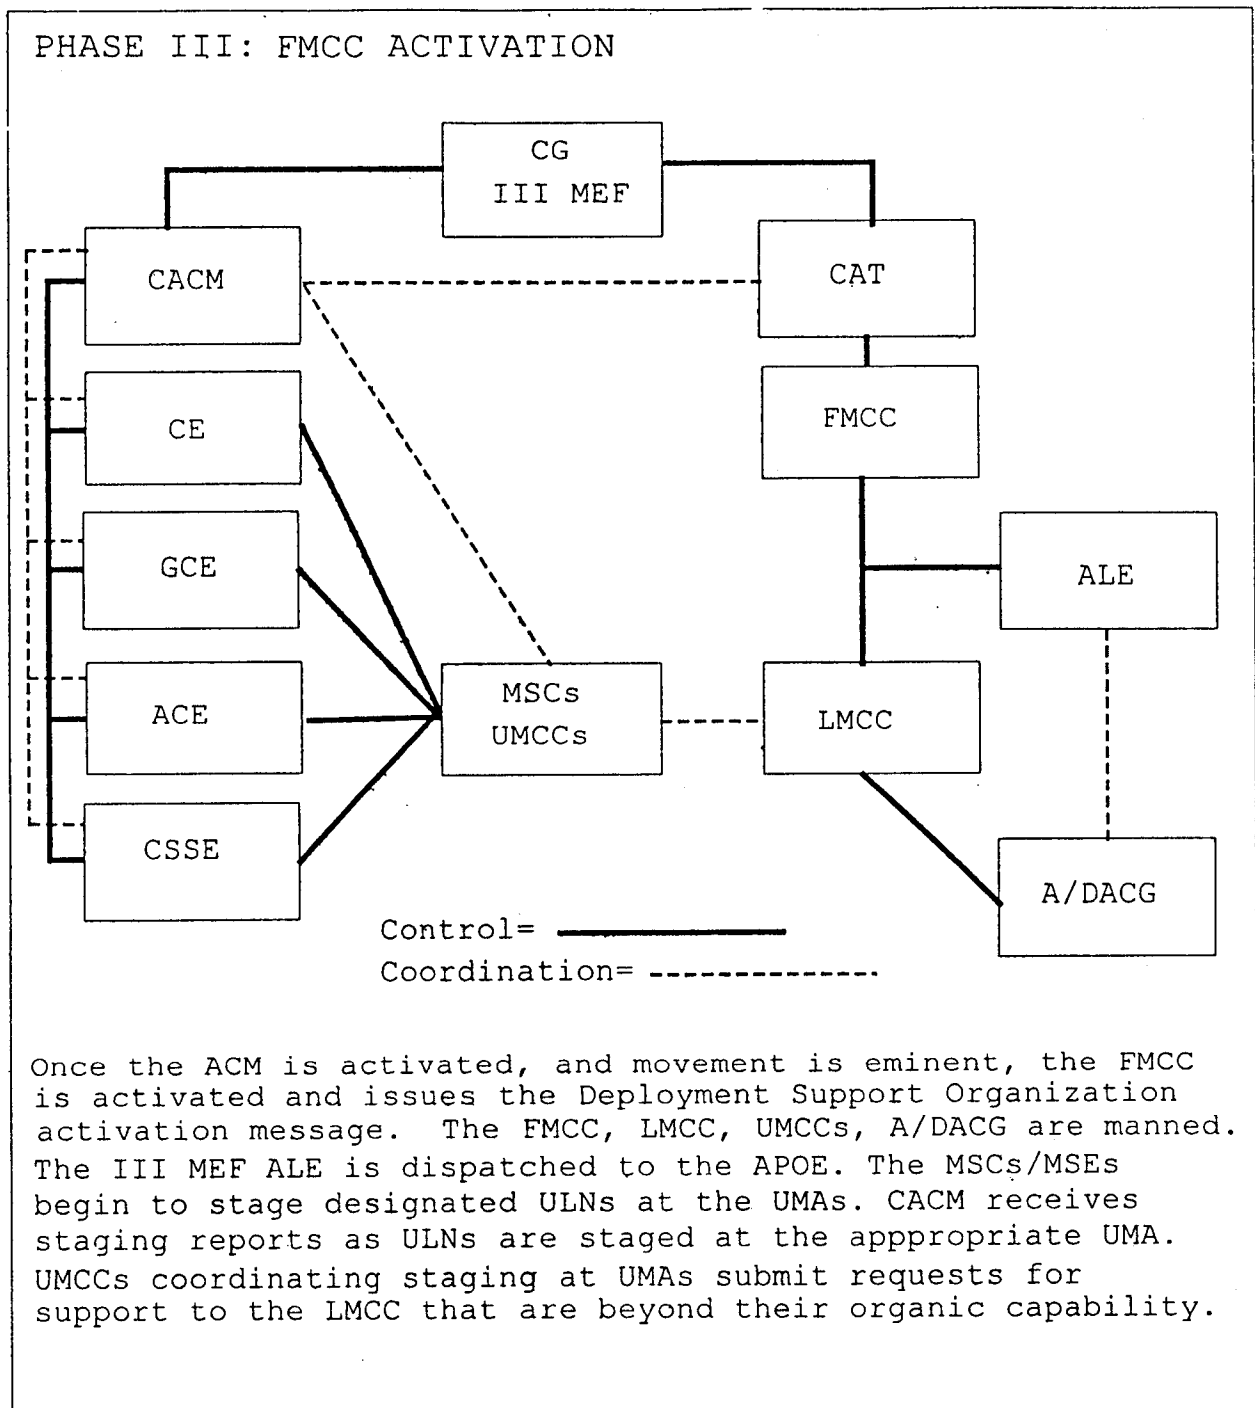 PHASE III: FMCC ACTIVATION
CG
III MEF
CACM
CAT
CE
FMCC
GCE
ALE
ACE
MSCs
UMCCs
LMCC
CSSE
A/DACG
Control=
Coordination=
Once the ACM is activated, and movement is eminent, the FMCC
is activated and issues the Deployment Support Organization
activation message. The FMCC, LMCC, UMCCs, A/DACG are manned.
The III MEF ALE is dispatched to the APOE. The MSCs/MSEs
begin to stage designated ULNs at the UMAs. CACM receives
staging reports as ULNs are staged at the apppropriate UMA.
UMCCs coordinating staging at UMAs submit requests for
support to the LMCC that are beyond their organic capability.